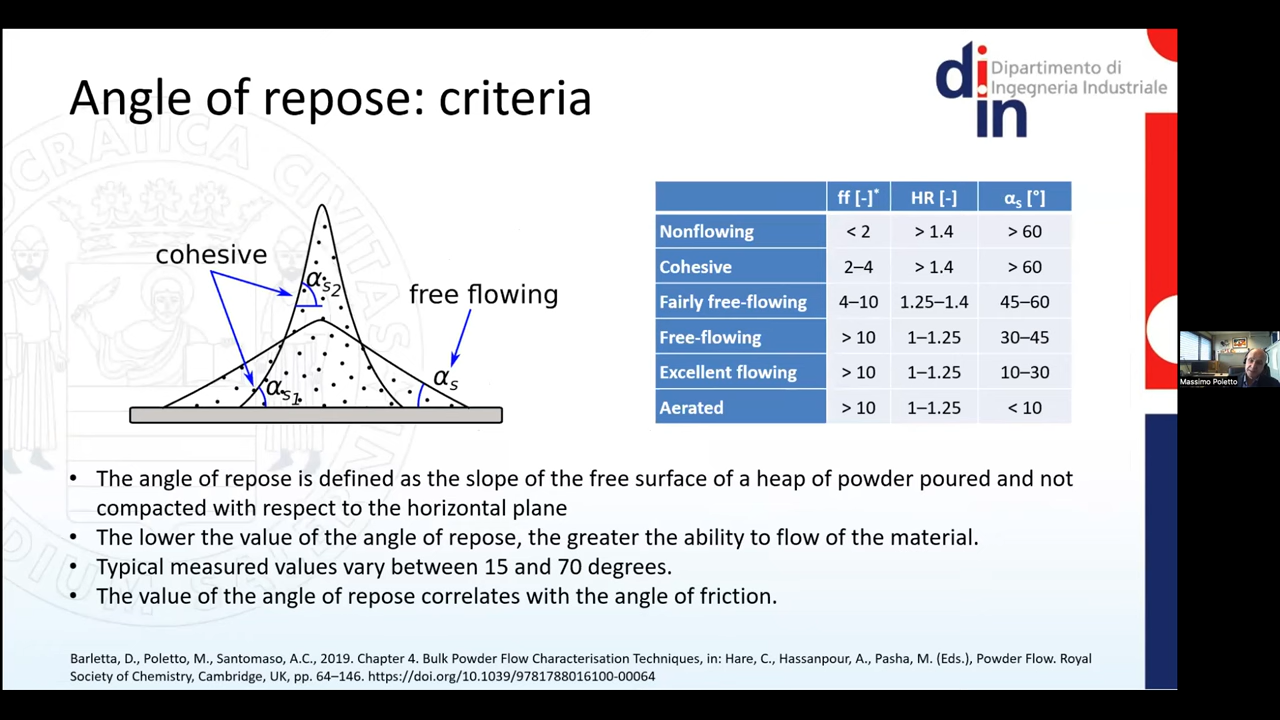 Angle of repose: criteria
din
Dipartimento di
Ingegneria Industriale
cohesive
αs2
free flowing
αs
αs1
ff [-]* HR [-] αS [°]
Nonflowing < 2 > 1.4 > 60
Cohesive 2–4 > 1.4 > 60
Fairly free-flowing 4–10 1.25–1.4 45–60
Free-flowing > 10 1–1.25 30–45
Excellent flowing > 10 1–1.25 10–30
Aerated > 10 1–1.25 < 10
Massimo Poletto
• The angle of repose is defined as the slope of the free surface of a heap of powder poured and not
compacted with respect to the horizontal plane
• The lower the value of the angle of repose, the greater the ability to flow of the material.
• Typical measured values vary between 15 and 70 degrees.
• The value of the angle of repose correlates with the angle of friction.
Barletta, D., Poletto, M., Santomaso, A.C., 2019. Chapter 4. Bulk Powder Flow Characterisation Techniques, in: Hare, C., Hassanpour, A., Pasha, M. (Eds.), Powder Flow. Royal
Society of Chemistry, Cambridge, UK, pp. 64–146. https://doi.org/10.1039/9781788016100-00064